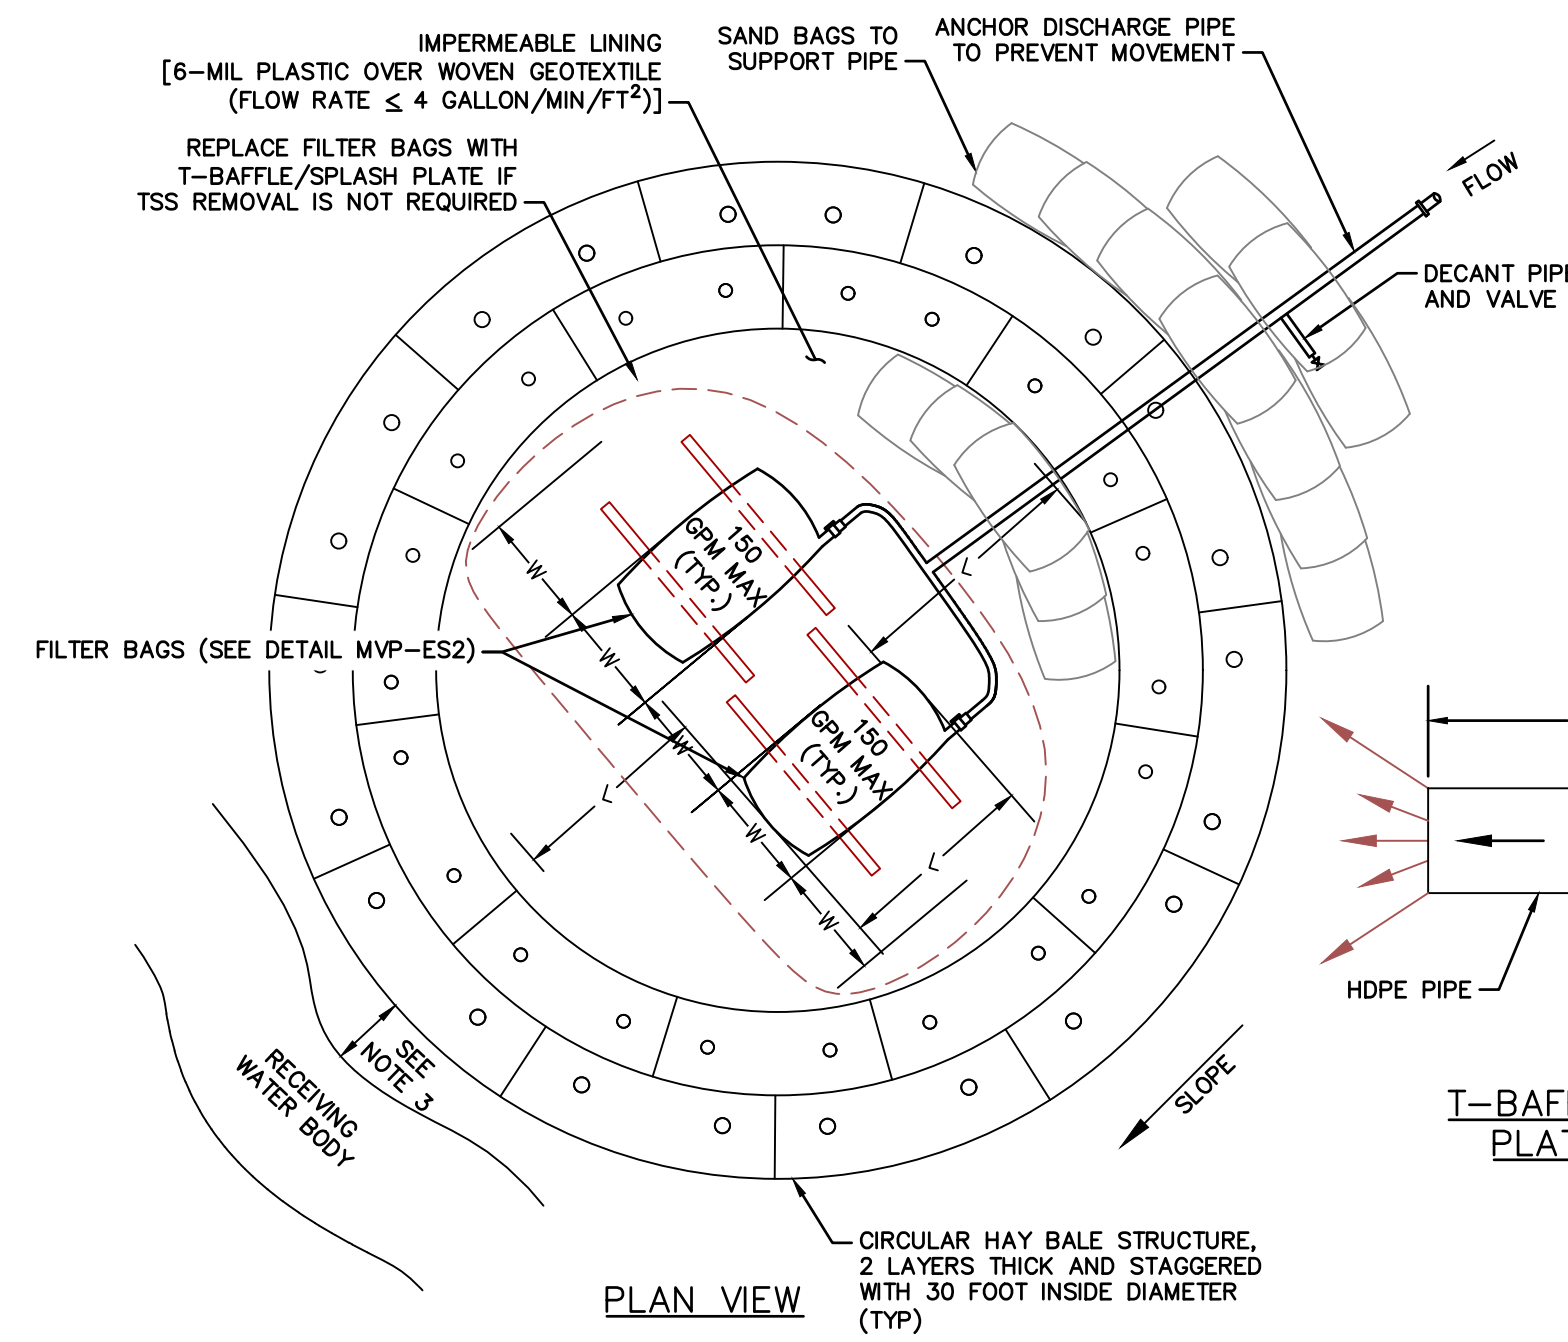 IMPERMEABLE LINING
[6-MIL PLASTIC OVER WOVEN GEOTEXTILE
(FLOW RATE ≤ 4 GALLON/MIN/FT²)]
SAND BAGS TO
SUPPORT PIPE
ANCHOR DISCHARGE PIPE
TO PREVENT MOVEMENT
REPLACE FILTER BAGS WITH
T-BAFFLE/SPLASH PLATE IF
TSS REMOVAL IS NOT REQUIRED
FLOW
DECANT PIPE
AND VALVE
150
GPM MAX
(TYP.)
W
W
W
W
W
L
L
L
FILTER BAGS (SEE DETAIL MVP-ES2)
150
GPM MAX
(TYP.)
HDPE PIPE
SEE
NOTE 3
RECEIVING
WATER BODY
SLOPE
T-BAF
PLAT
CIRCULAR HAY BALE STRUCTURE,
2 LAYERS THICK AND STAGGERED
WITH 30 FOOT INSIDE DIAMETER
(TYP)
PLAN VIEW